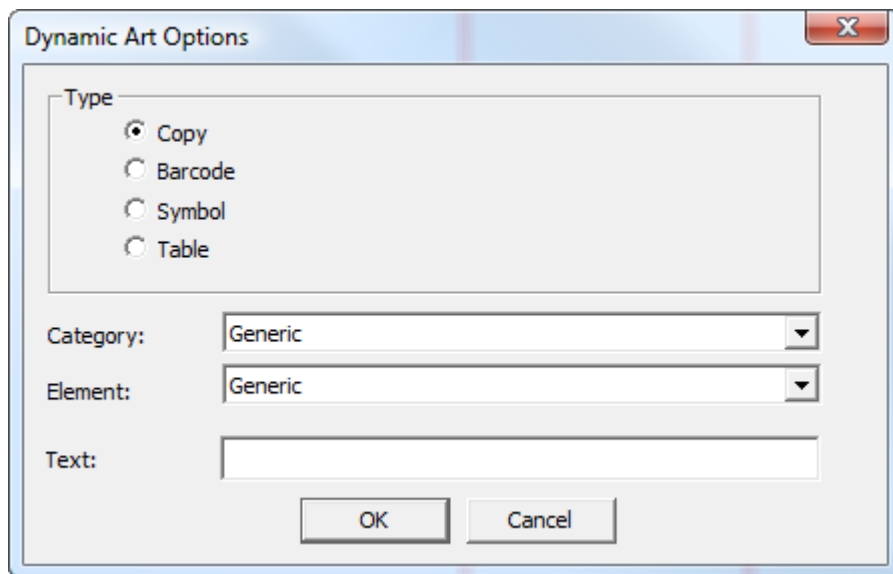 Dynamic Art Options
Type
Copy
Barcode
Symbol
Table
Category: Generic
Element: Generic
Text:
OK Cancel